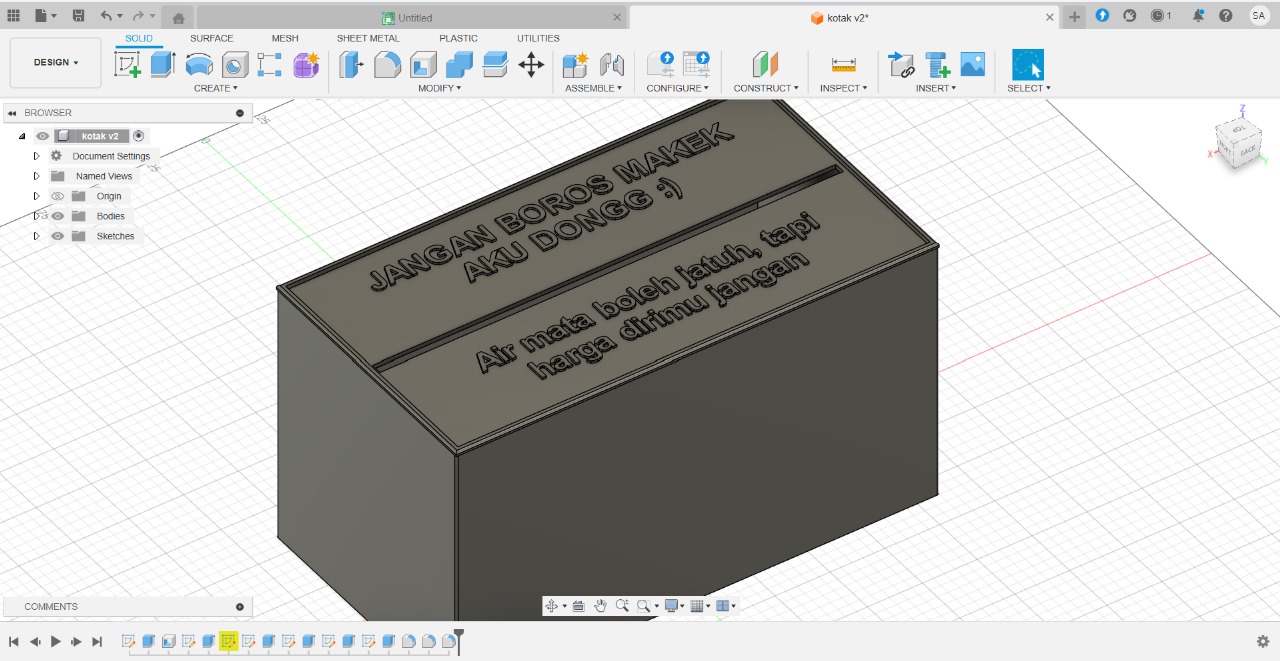 Untitled
kotak v2*
1
SA
DESIGN
SOLID
SURFACE
MESH
SHEET METAL
PLASTIC
UTILITIES
CREATE
MODIFY
ASSEMBLE
CONFIGURE
CONSTRUCT
INSPECT
INSERT
SELECT
BROWSER
kotak v2
Document Settings
Named Views
Origin
Bodies
Sketches
JANGAN BOROS MAKEK
AKU DONGG :)
Air mata boleh jatuh, tapi
harga dirimu jangan
Z
X
Y
TOP
BACK
COMMENTS